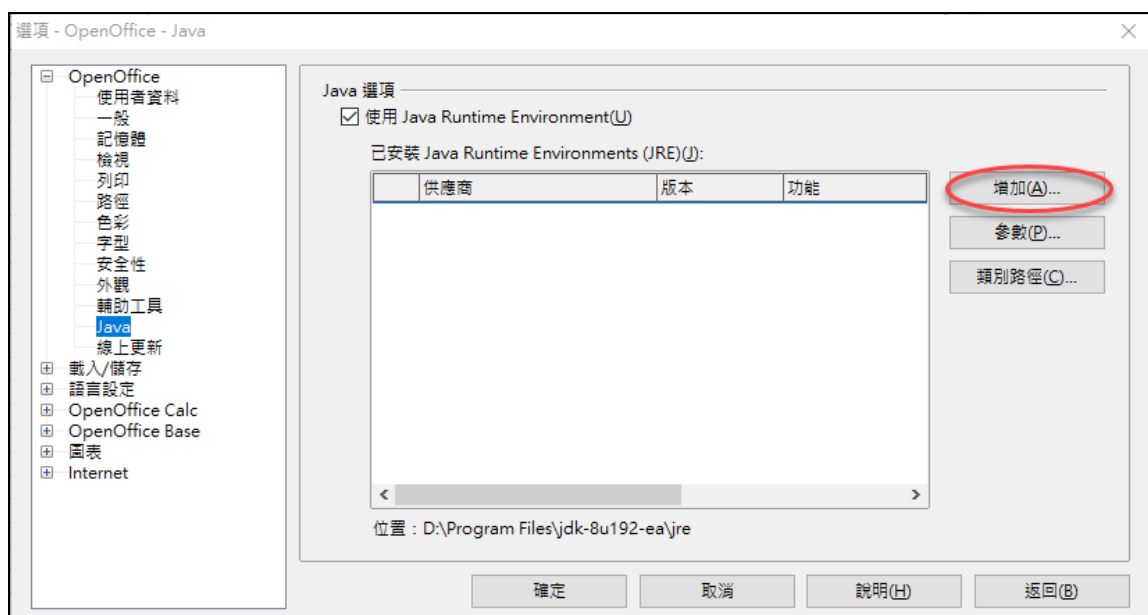 選項 - OpenOffice - Java
OpenOffice
使用者資料
一般
記憶體
檢視
列印
路徑
色彩
字型
安全性
外觀
輔助工具
Java
線上更新
載入/儲存
語言設定
OpenOffice Calc
OpenOffice Base
圖表
Internet
Java 選項
使用 Java Runtime Environment(U)
已安裝 Java Runtime Environments (JRE)(J):
供應商 版本 功能
增加(A)...
參數(P)...
類別路徑(C)...
位置：D:\Program Files\jdk-8u192-ea\jre
確定 取消 說明(H) 返回(B)